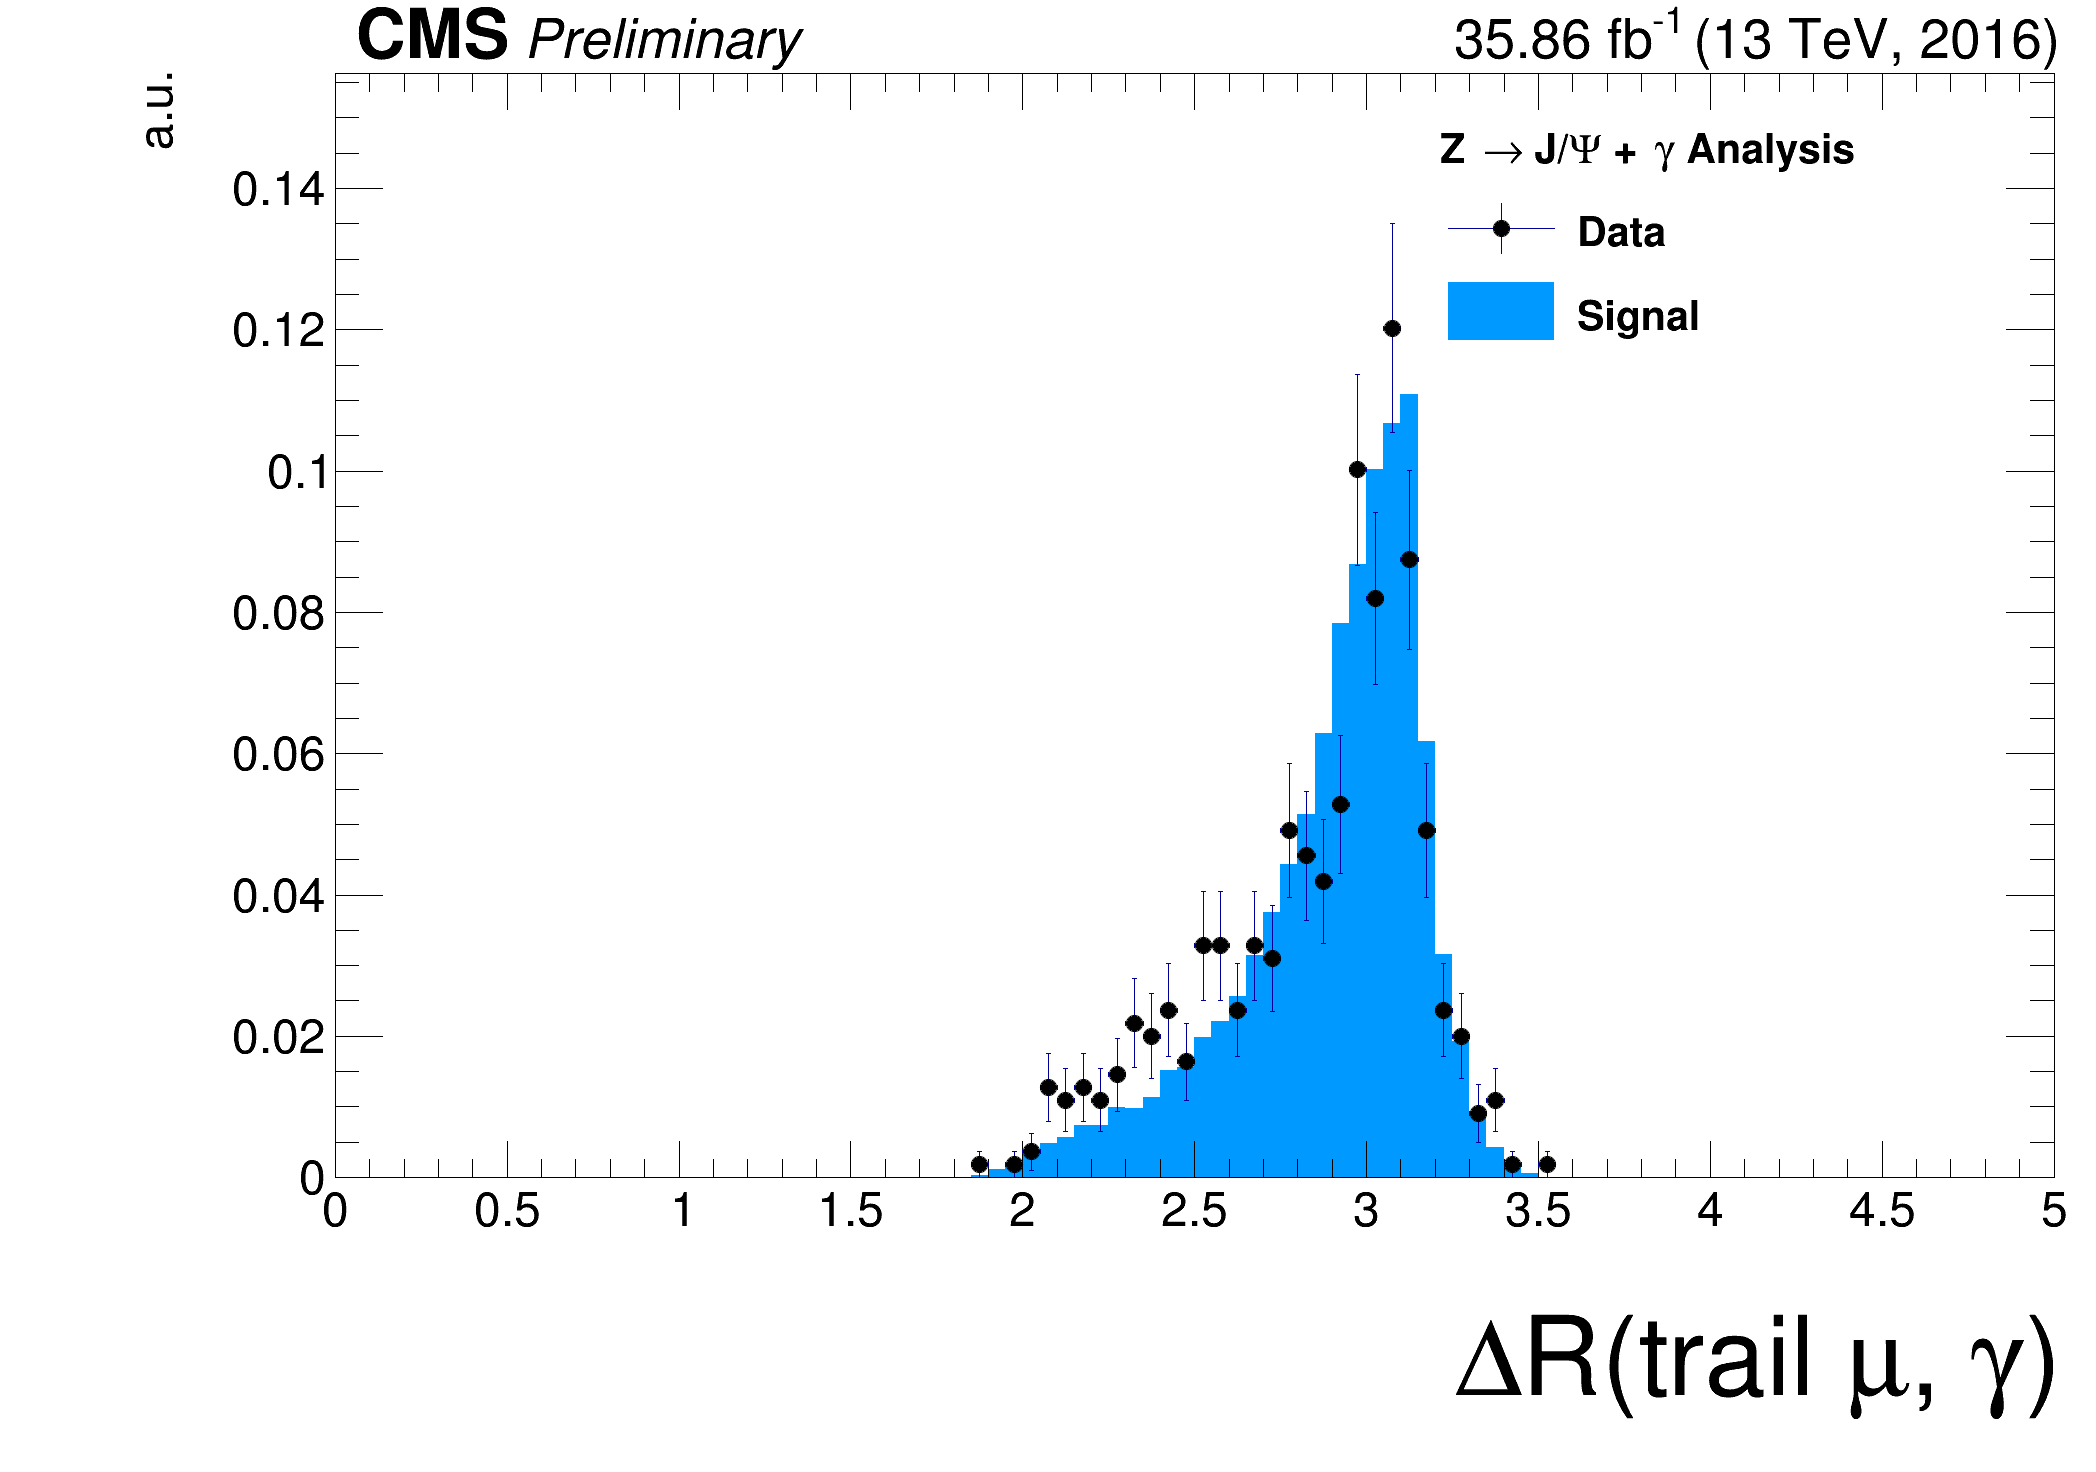 CMS Preliminary 35.86 fb⁻¹ (13 TeV, 2016)
a.u.
Z → J/Ψ + γ Analysis
Data
Signal
0.14
0.12
0.1
0.08
0.06
0.04
0.02
0
0 0.5 1 1.5 2 2.5 3 3.5 4 4.5 5
ΔR(trail μ, γ)